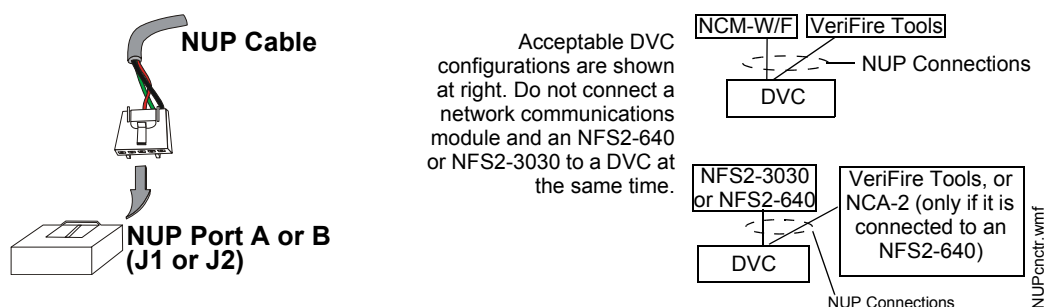 NUP Cable
NUP Port A or B
(J1 or J2)
Acceptable DVC
configurations are shown
at right. Do not connect a
network communications
module and an NFS2-640
or NFS2-3030 to a DVC at
the same time.
NCM-W/F
VeriFire Tools
NUP Connections
DVC
NFS2-3030
or NFS2-640
VeriFire Tools, or
NCA-2 (only if it is
connected to an
NFS2-640)
DVC
NUP Connections
NUPcnctr.wmf